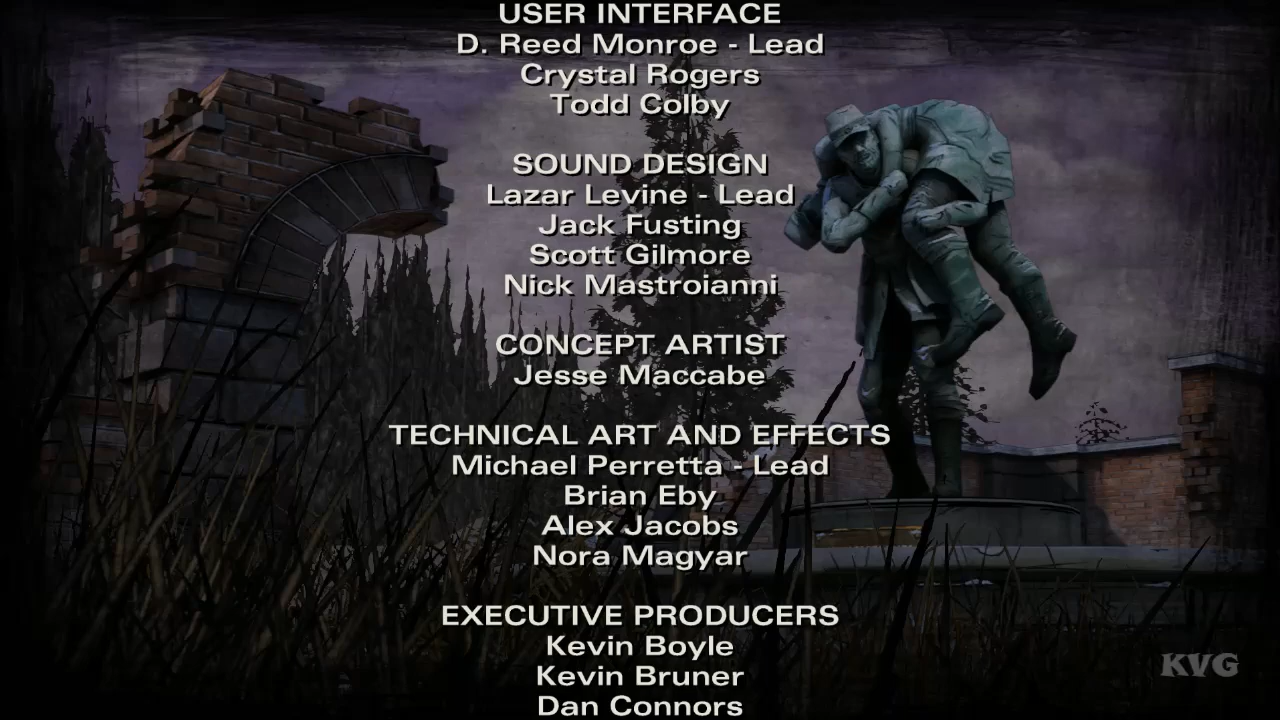 USER INTERFACE
D. Reed Monroe - Lead
Crystal Rogers
Todd Colby
SOUND DESIGN
Lazar Levine - Lead
Jack Fusting
Scott Gilmore
Nick Mastroianni
CONCEPT ARTIST
Jesse Maccabe
TECHNICAL ART AND EFFECTS
Michael Perretta - Lead
Brian Eby
Alex Jacobs
Nora Magyar
EXECUTIVE PRODUCERS
Kevin Boyle
Kevin Bruner
Dan Connors
KVG